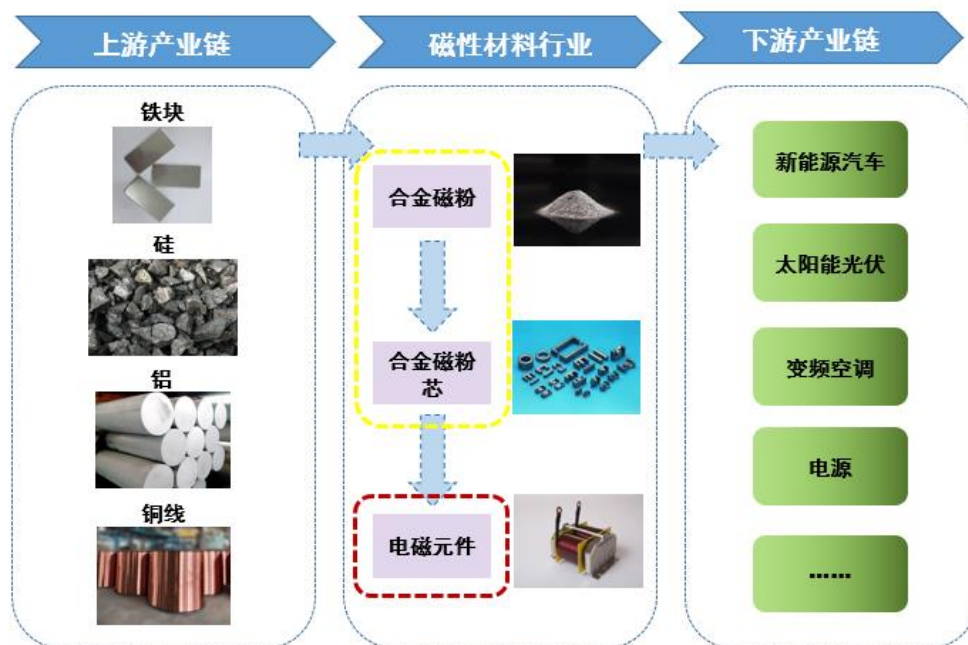 上游产业链
磁性材料行业
下游产业链
铁块
硅
铝
铜线
合金磁粉
合金磁粉
芯
电磁元件
新能源汽车
太阳能光伏
变频空调
电源
……